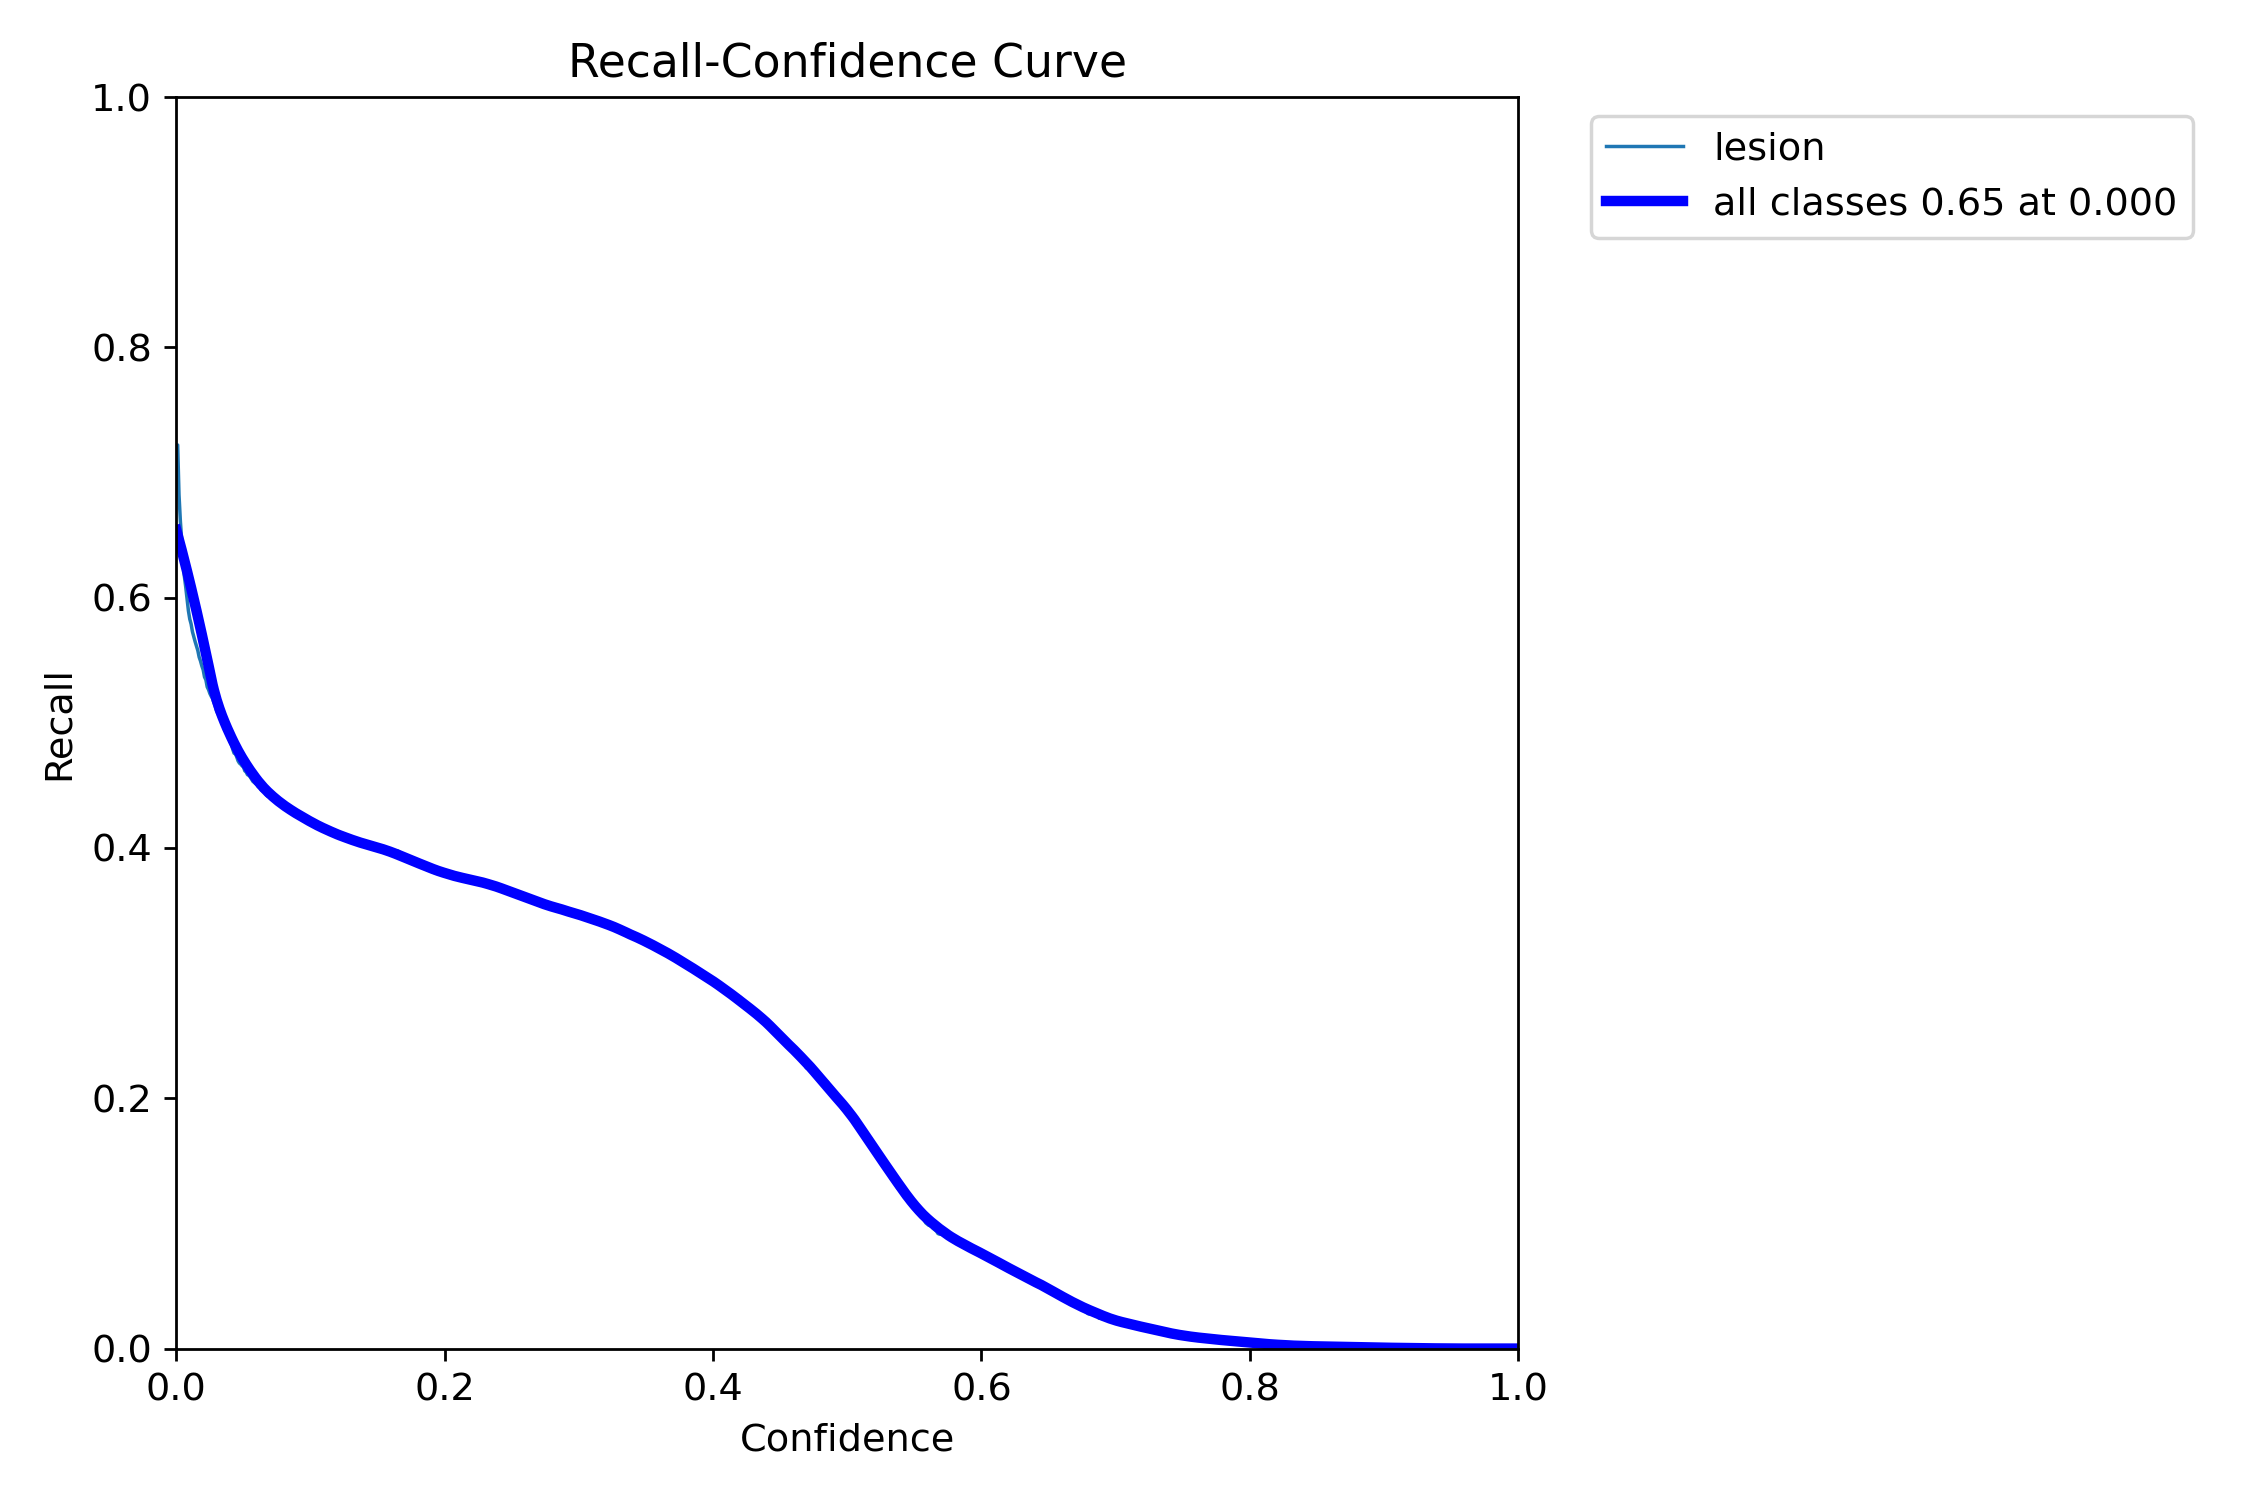 Recall-Confidence Curve
1.0
0.8
0.6
0.4
0.2
0.0
Recall
0.0 0.2 0.4 0.6 0.8 1.0
Confidence
lesion
all classes 0.65 at 0.000